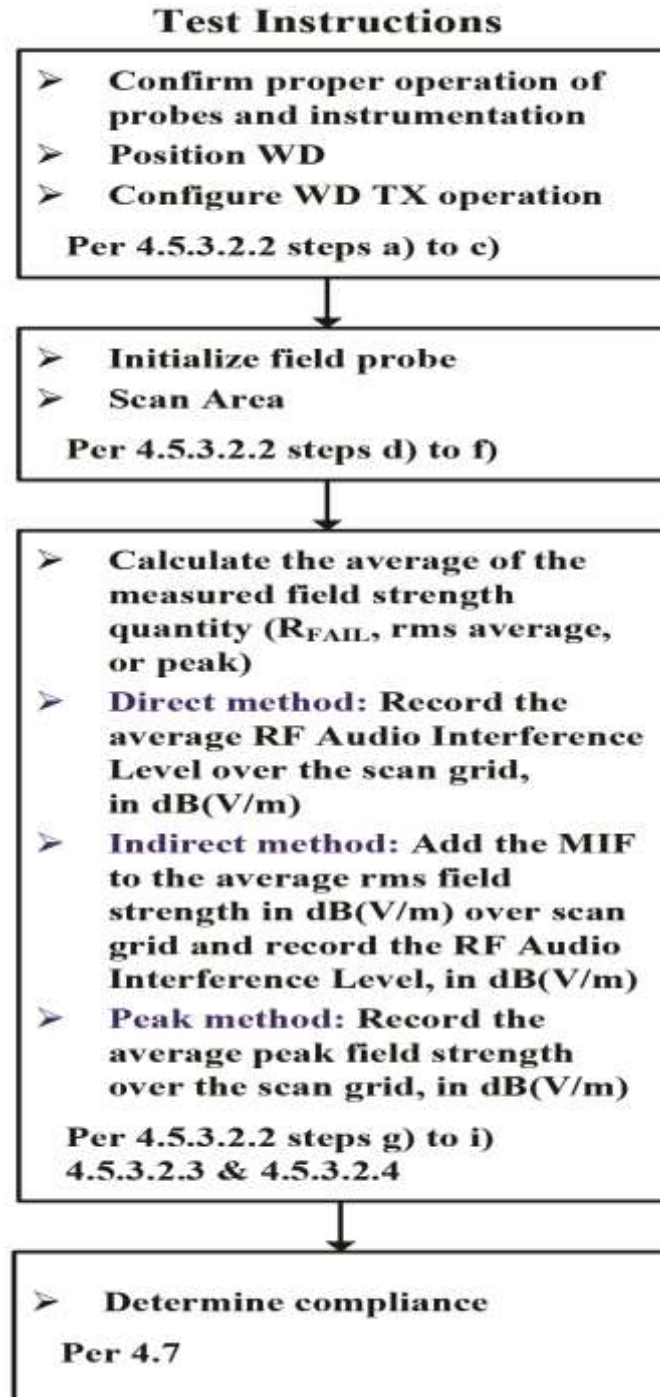 Test Instructions
➢ Confirm proper operation of
probes and instrumentation
➢ Position WD
➢ Configure WD TX operation
Per 4.5.3.2.2 steps a) to c)
➢ Initialize field probe
➢ Scan Area
Per 4.5.3.2.2 steps d) to f)
➢ Calculate the average of the
measured field strength
quantity (RFAIL, rms average,
or peak)
➢ Direct method: Record the
average RF Audio Interference
Level over the scan grid,
in dB(V/m)
➢ Indirect method: Add the MIF
to the average rms field
strength in dB(V/m) over scan
grid and record the RF Audio
Interference Level, in dB(V/m)
➢ Peak method: Record the
average peak field strength
over the scan grid, in dB(V/m)
Per 4.5.3.2.2 steps g) to i)
4.5.3.2.3 & 4.5.3.2.4
➢ Determine compliance
Per 4.7